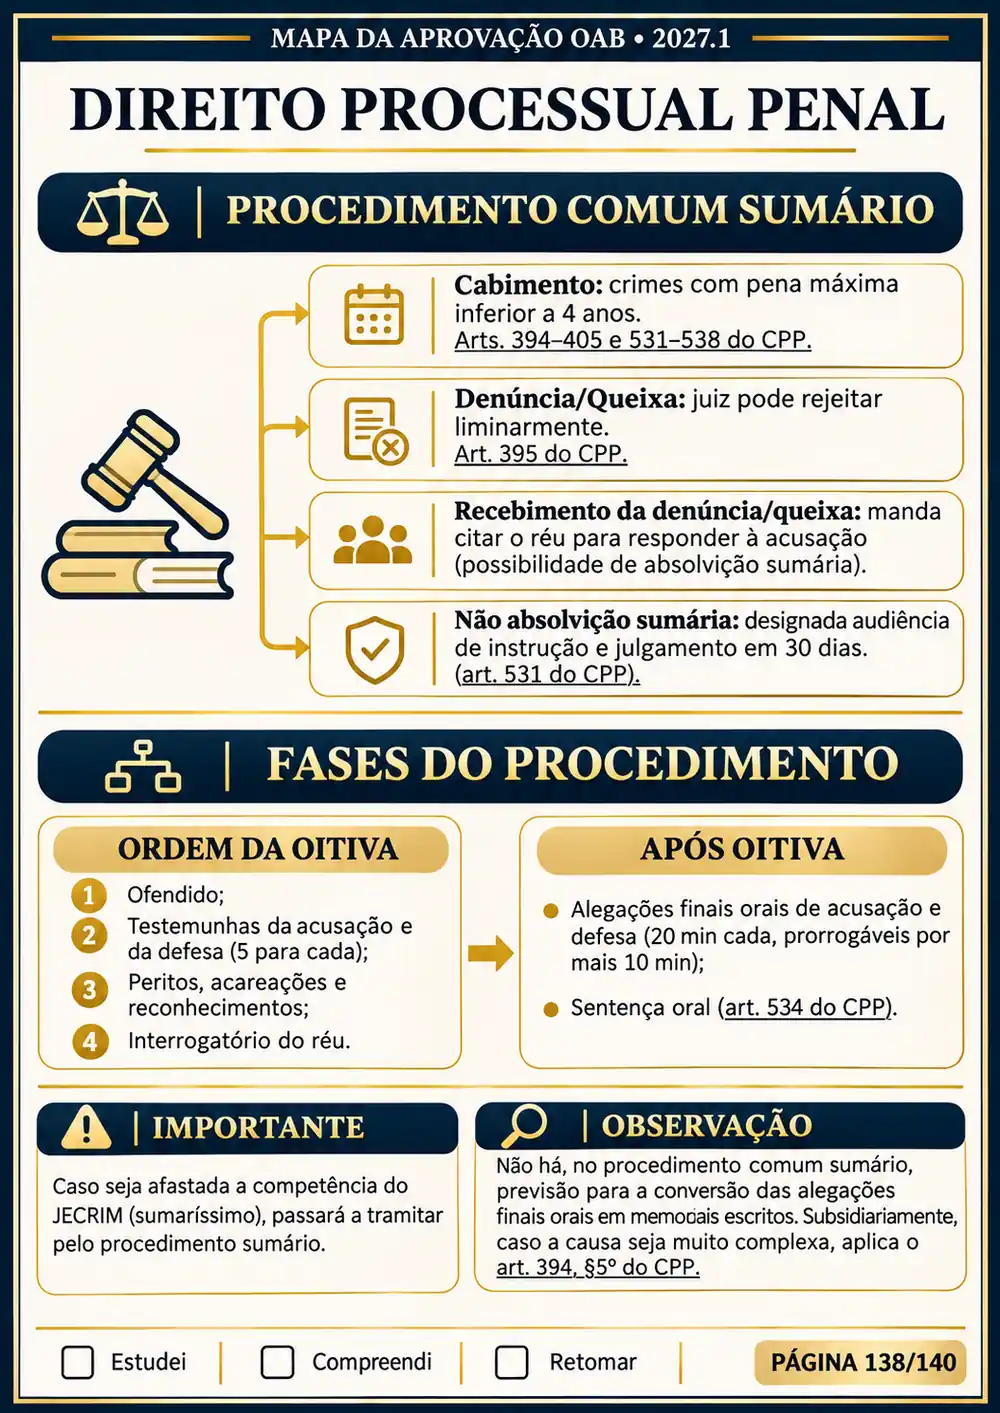 MAPA DA APROVAÇÃO OAB • 2027.1
DIREITO PROCESSUAL PENAL
PROCEDIMENTO COMUM SUMÁRIO
Cabimento: crimes com pena máxima
inferior a 4 anos.
Arts. 394–405 e 531–538 do CPP.
Denúncia/Queixa: juiz pode rejeitar
liminarmente.
Art. 395 do CPP.
Recebimento da denúncia/queixa: manda
citar o réu para responder à acusação
(possibilidade de absolvição sumária).
Não absolvição sumária: designada audiência
de instrução e julgamento em 30 dias.
(art. 531 do CPP).
FASES DO PROCEDIMENTO
ORDEM DA OITIVA
1 Ofendido;
2 Testemunhas da acusação e
da defesa (5 para cada);
3 Peritos, acareações e
reconhecimentos;
4 Interrogatório do réu.
APÓS OITIVA
• Alegações finais orais de acusação e
defesa (20 min cada, prorrogáveis por
mais 10 min);
• Sentença oral (art. 534 do CPP).
IMPORTANTE
Caso seja afastada a competência do
JECRIM (sumaríssimo), passará a tramitar
pelo procedimento sumário.
OBSERVAÇÃO
Não há, no procedimento comum sumário,
previsão para a conversão das alegações
finais orais em escritos. Subsidiariamente,
caso a causa seja muito complexa, aplica o
art. 394, §5º do CPP.
Estudei
Compreendi
Retomar
PÁGINA 138/140